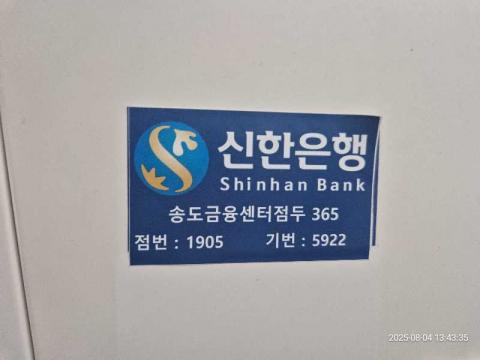 신한은행
Shinhan Bank
송도금융센터점두 365
점번 : 1905 기번 : 5922
2025-08-04 13:43:35